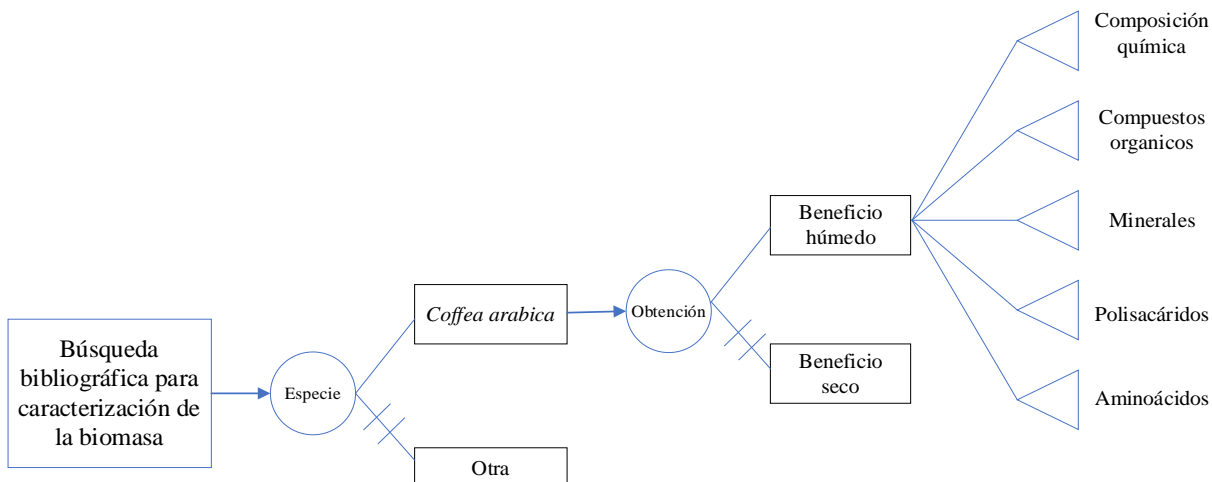 Búsqueda
bibliográfica para
caracterización de
la biomasa
Especie
Coffea arabica
Otra
Obtención
Beneficio
húmedo
Beneficio
seco
Composición
química
Compuestos
organicos
Minerales
Polisacáridos
Aminoácidos